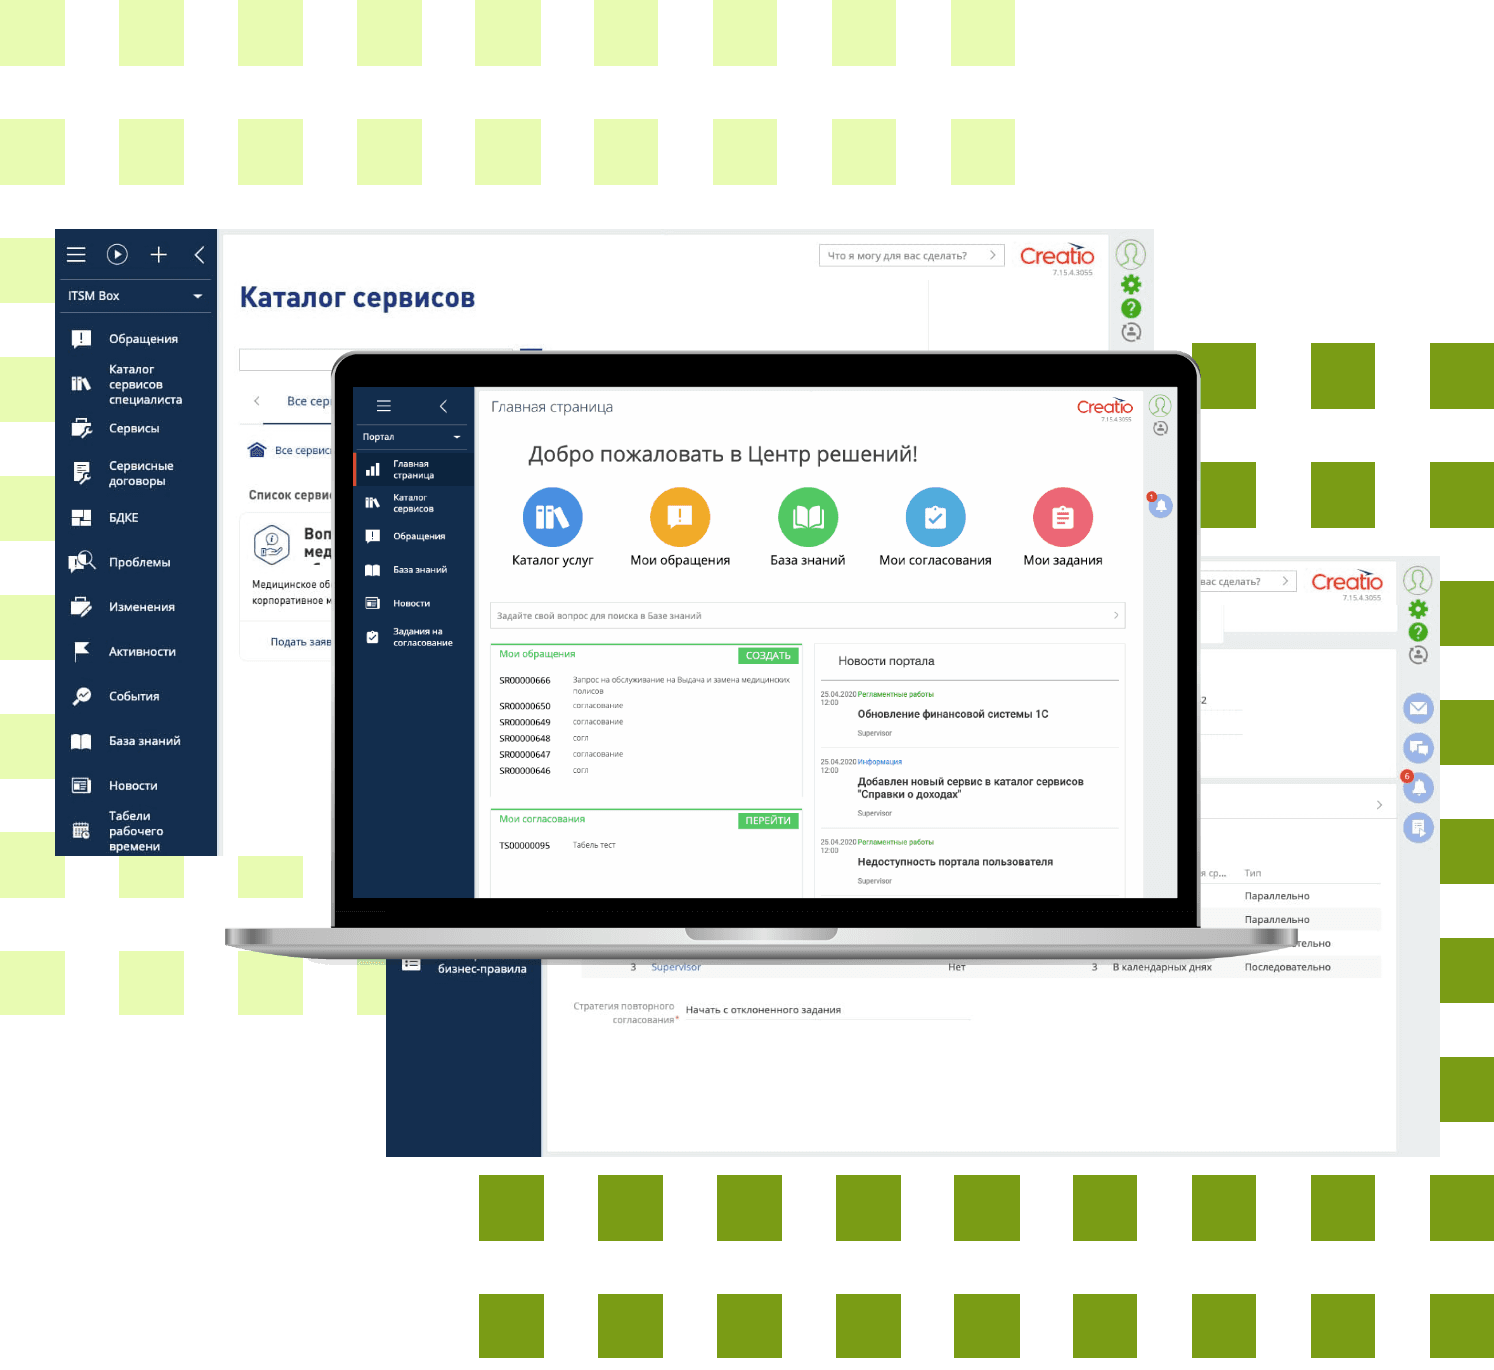 ITSM Box
Обращения
Каталог
сервисов
специалиста
Сервисы
Сервисные
договоры
БДКЕ
Проблемы
Изменения
Активности
События
База знаний
Новости
Табели
рабочего
времени
Что я могу для вас сделать?
Creatio
7.15.4.3055
Каталог сервисов
Все сер
Все сервис
Список серви
Воп
мед
Медицинское об
корпоративное м
Подать заяв
Портал
Главная
страница
Каталог
сервисов
Обращения
База знаний
Новости
Задания на
согласование
Главная страница
Creatio
7.15.4.3055
Добро пожаловать в Центр решений!
Каталог услуг
Мои обращения
База знаний
Мои согласования
Мои задания
1
Задайте свой вопрос для поиска в Базе знаний
Мои обращения
СОЗДАТЬ
SR00000666 Запрос на обслуживание на Выдача и замена медицинских
полисов
SR00000650 согласование
SR00000649 согласование
SR00000648 согл
SR00000647 согласование
SR00000646 согл
Мои согласования
ПЕРЕЙТИ
TS00000095 Табель тест
Новости портала
25.04.2020 Регламентные работы
12:00
Обновление финансовой системы 1С
Supervisor
25.04.2020 Информация
12:00
Добавлен новый сервис в каталог сервисов
"Справки о доходах"
Supervisor
25.04.2020 Регламентные работы
12:00
Недоступность портала пользователя
Supervisor
вас сделать?
Creatio
7.15.4.3055
2
6
я ср... Тип
Параллельно
Параллельно
тельно
3 Supervisor Нет 3 В календарных днях Последовательно
бизнес-правила
Стратегия повторного
согласования* Начать с отклоненного задания